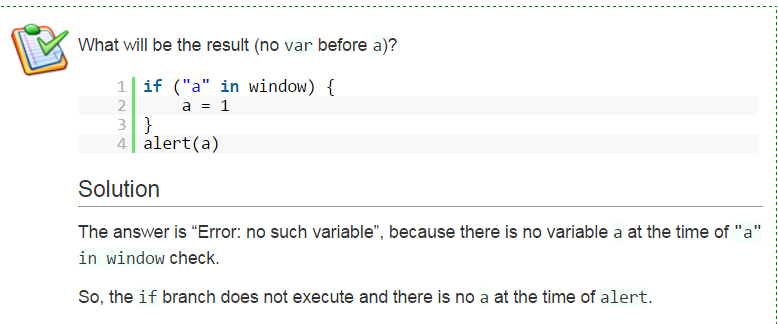 What will be the result (no var before a)?
1 if ("a" in window) {
2     a = 1
3 }
4 alert(a)
Solution
The answer is “Error: no such variable”, because there is no variable a at the time of "a"
in window check.
So, the if branch does not execute and there is no a at the time of alert.